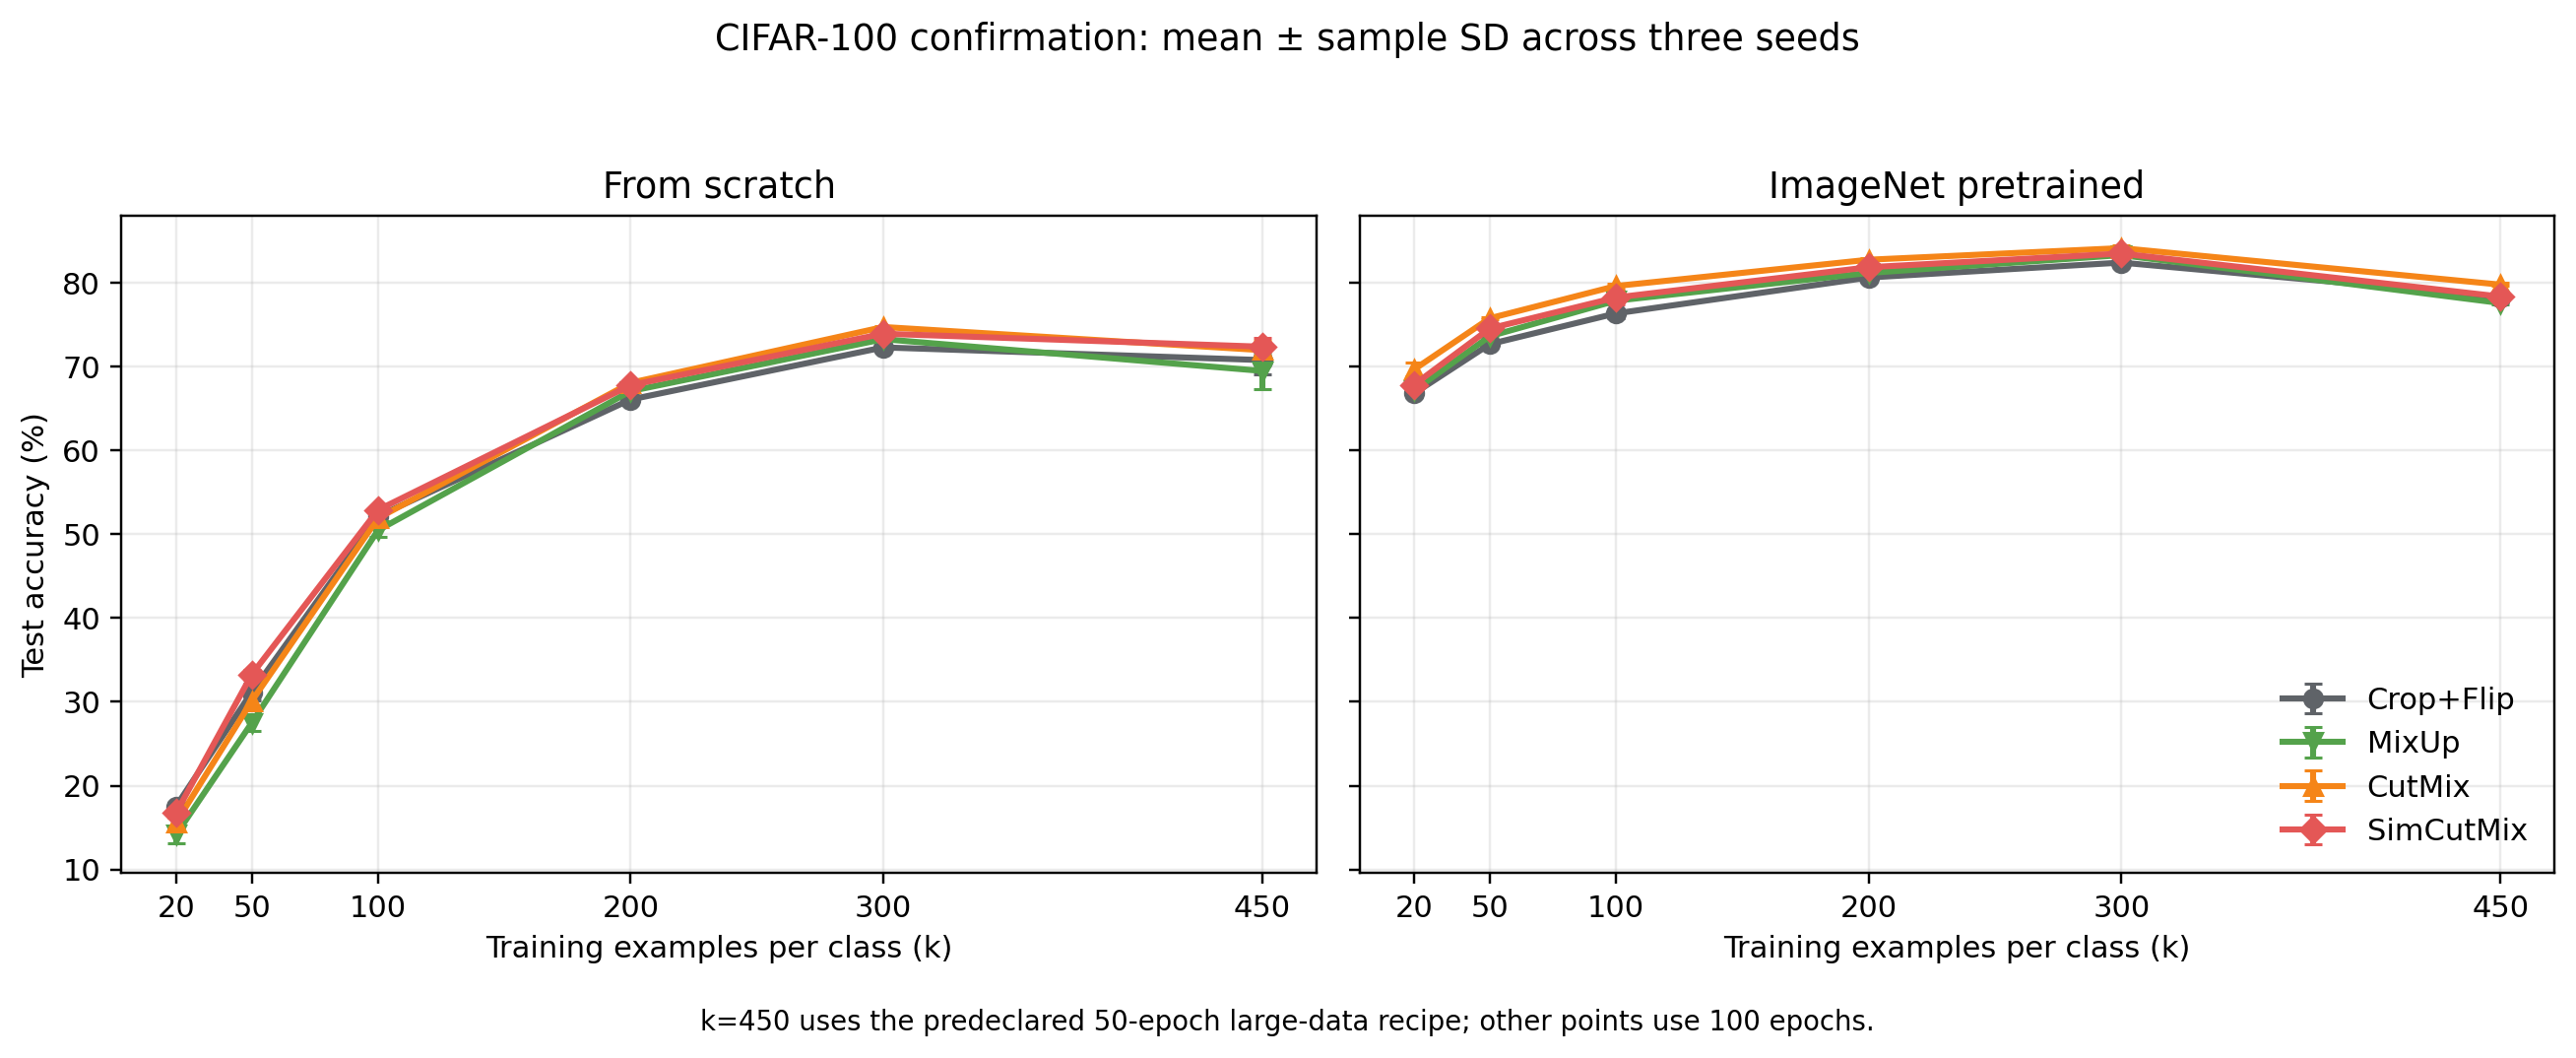 CIFAR-100 confirmation: mean ± sample SD across three seeds
From scratch
80
70
60
50
40
30
20
10
Test accuracy (%)
20 50 100 200 300 450
Training examples per class (k)
ImageNet pretrained
Crop+Flip
MixUp
CutMix
SimCutMix
20 50 100 200 300 450
Training examples per class (k)
k=450 uses the predeclared 50-epoch large-data recipe; other points use 100 epochs.